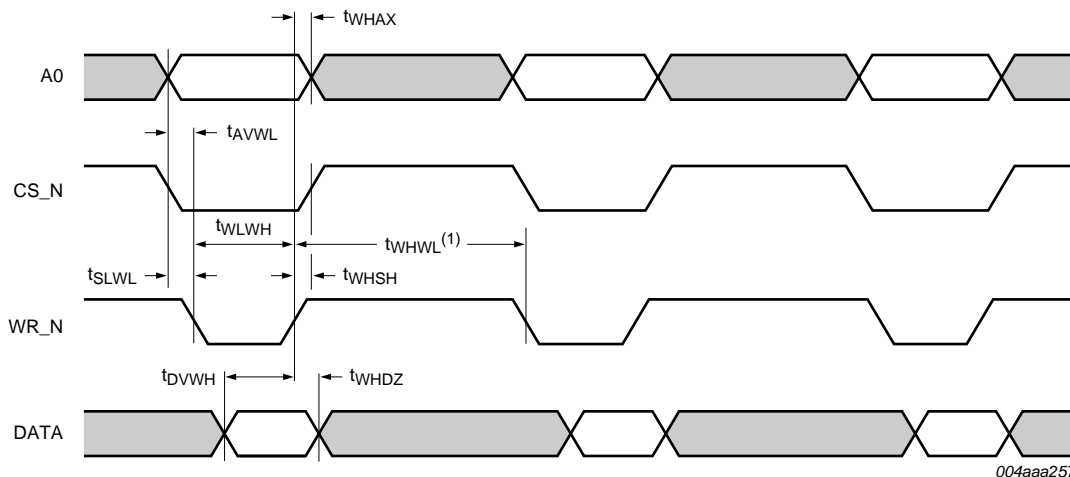 tWHAX
A0
tAVWL
CS_N
tWLWH
tWHWL(1)
tSLWL
tWHSH
WR_N
tDVWH
tWHDZ
DATA
004aaa257